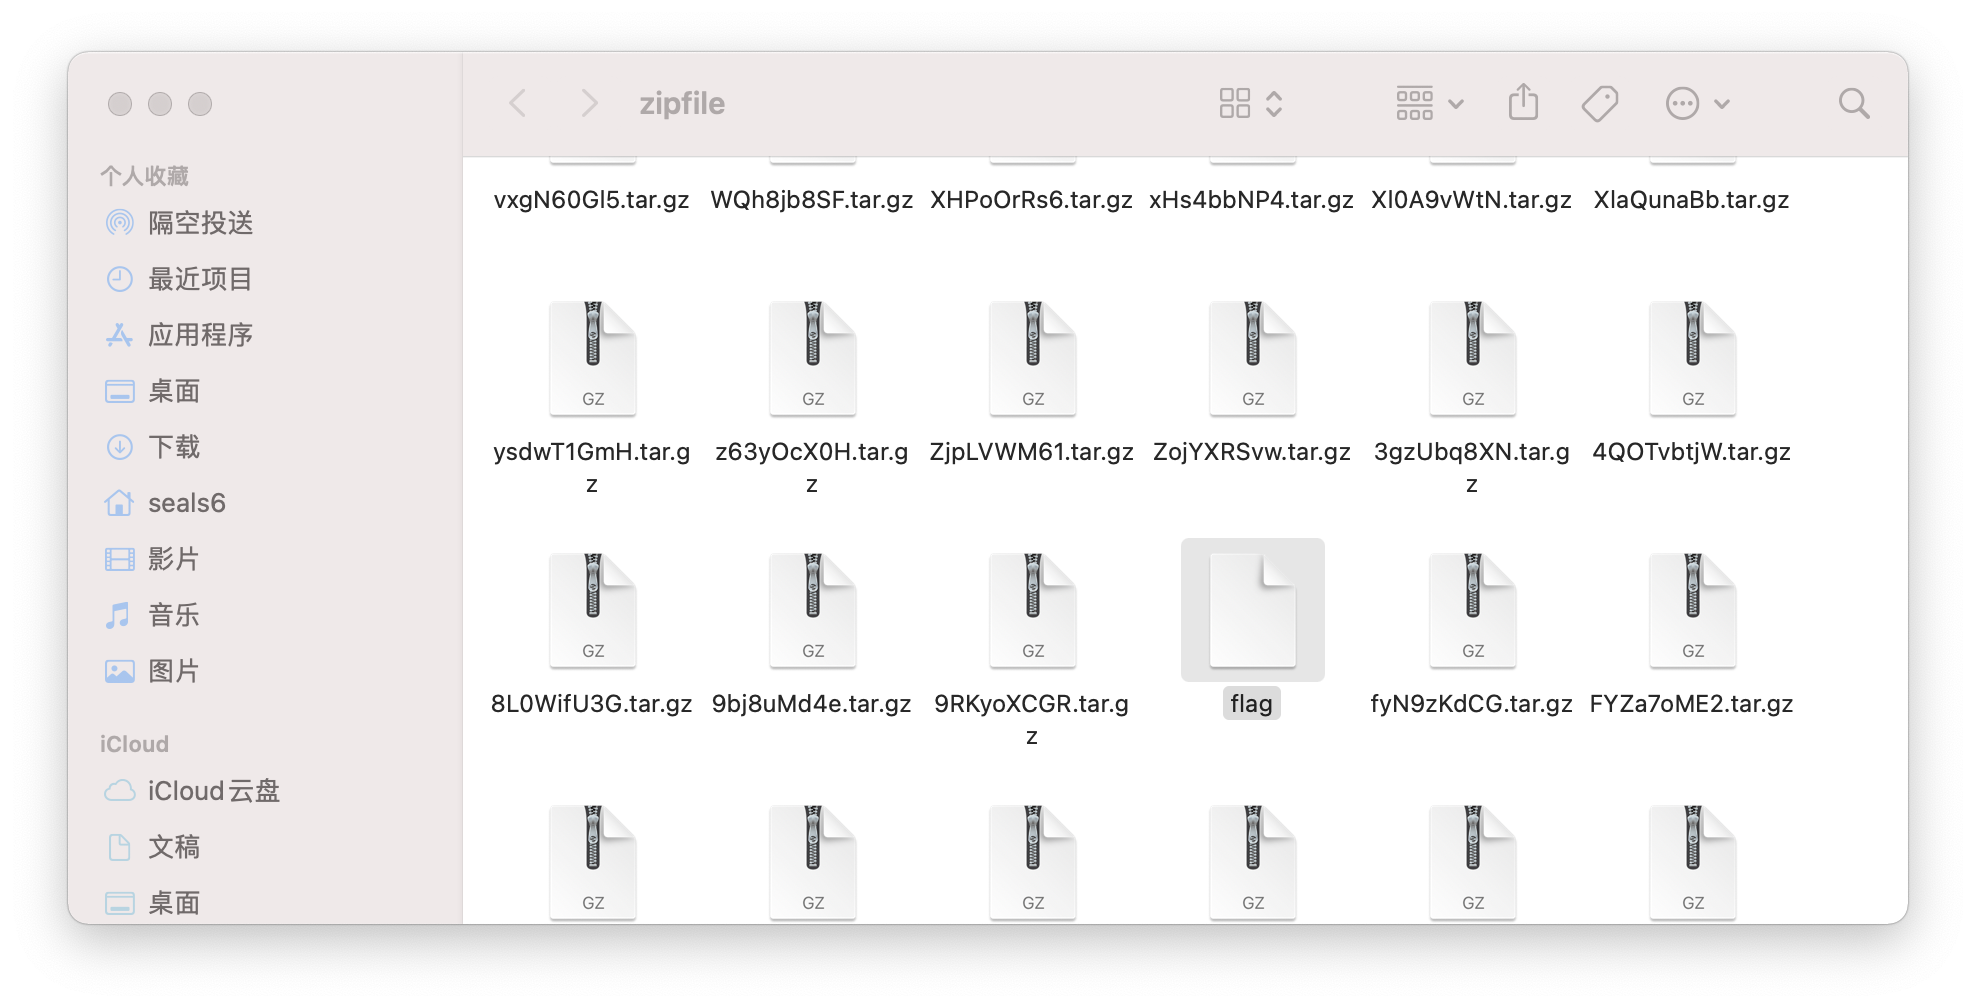 zipfile
个人收藏
隔空投送
最近项目
应用程序
桌面
下载
seals6
影片
音乐
图片
iCloud
iCloud云盘
文稿
桌面
vxgN60Gl5.tar.gz WQh8jb8SF.tar.gz XHPoOrRs6.tar.gz xHs4bbNP4.tar.gz Xl0A9vWtN.tar.gz XlaQunaBb.tar.gz
GZ GZ GZ GZ GZ GZ
ysdwT1GmH.tar.g z63yOcX0H.tar.g ZjpLVWM61.tar.gz ZojYXRSvw.tar.gz 3gzUbq8XN.tar.g 4QOTvbtjW.tar.gz
z z z
GZ GZ GZ GZ GZ
8L0WifU3G.tar.gz 9bj8uMd4e.tar.gz 9RKyoXCGR.tar.g flag fyN9zKdCG.tar.gz FYZa7oME2.tar.gz
z
GZ GZ GZ GZ GZ GZ